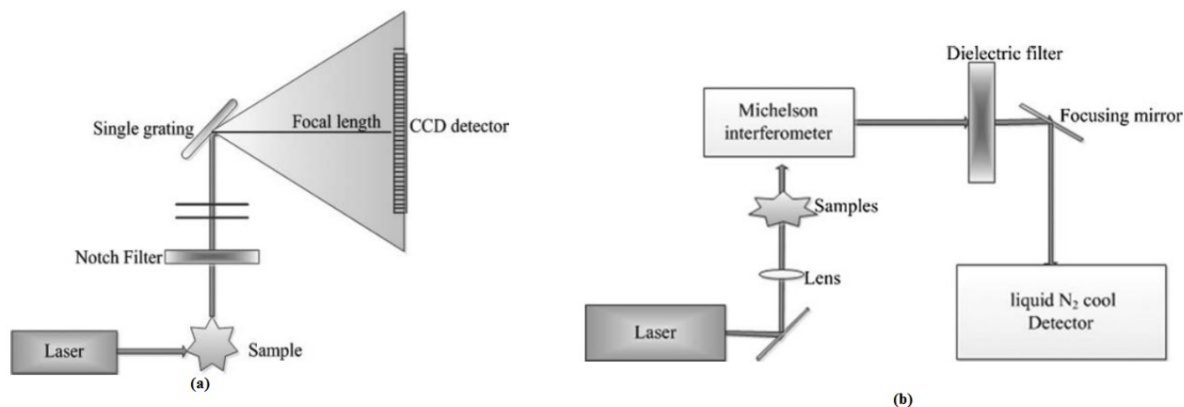 Single grating
Focal length
CCD detector
Notch Filter
Laser
Sample
(a)
Dielectric filter
Michelson
interferometer
Focusing mirror
Samples
Lens
Laser
liquid N₂ cool
Detector
(b)